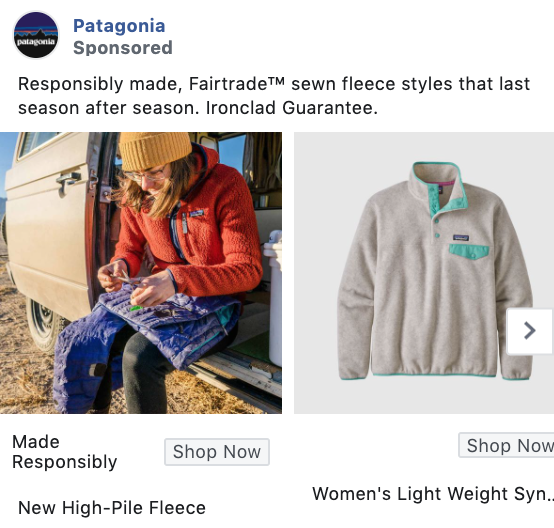 patagonia
Patagonia
Sponsored
Responsibly made, Fairtrade™ sewn fleece styles that last
season after season. Ironclad Guarantee.
Made
Responsibly
Shop Now
New High-Pile Fleece
Shop Now
Women's Light Weight Syn..